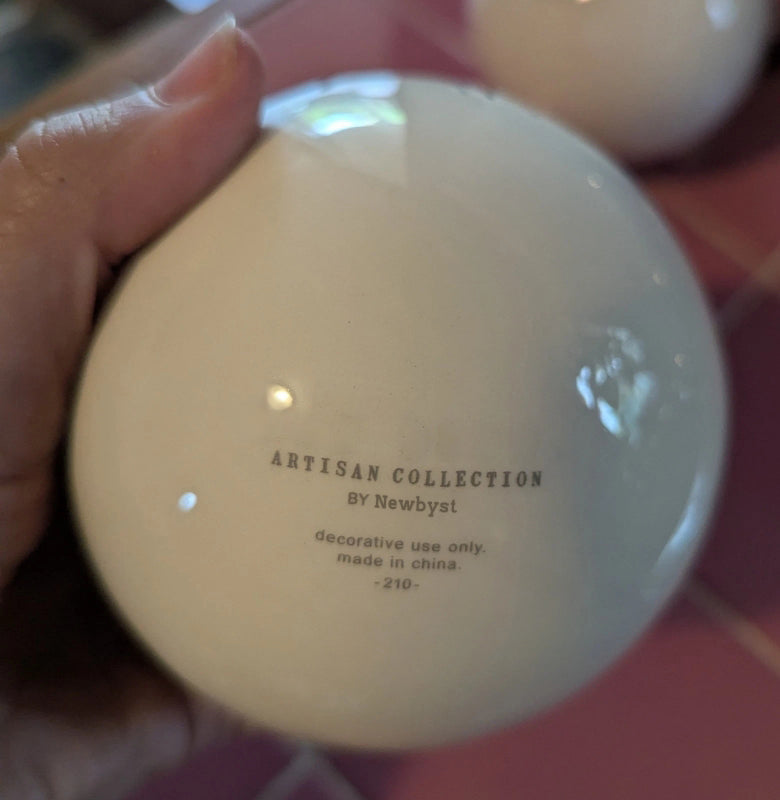 ARTISAN COLLECTION
BY Newbyst
decorative use only.
made in china.
-210-